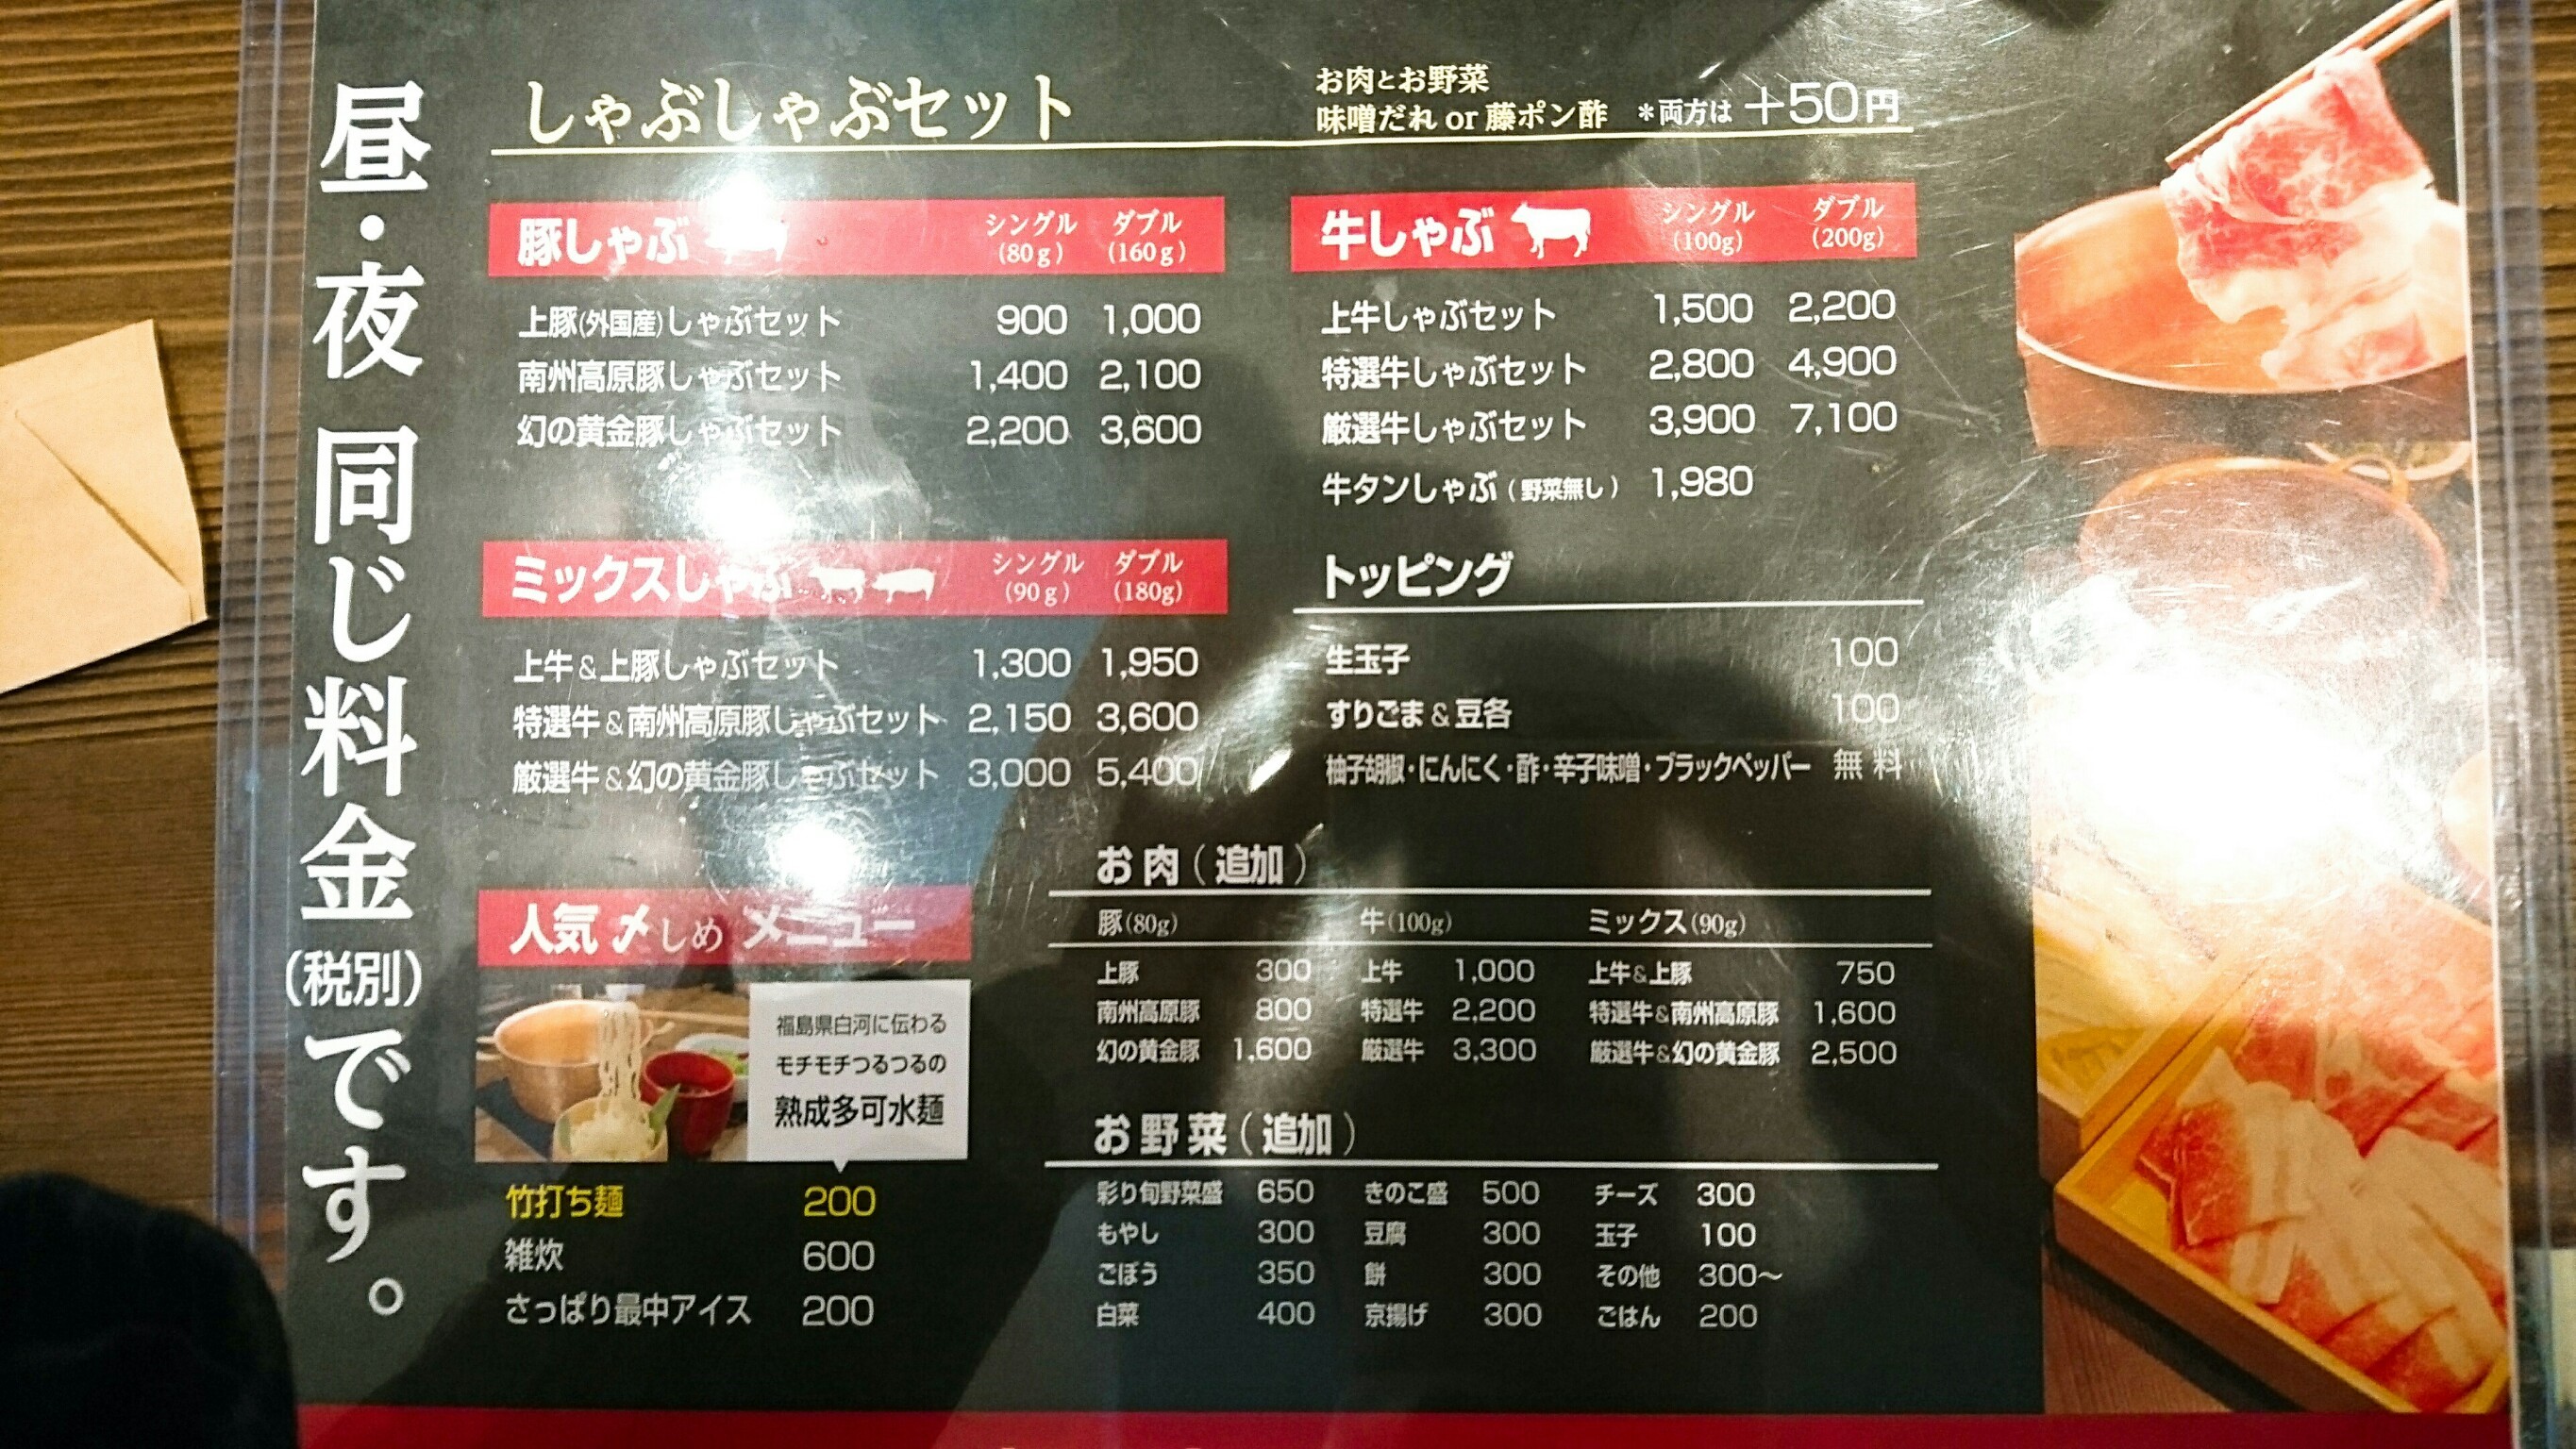 昼・夜 同じ料金(税別)です。
しゃぶしゃぶセット
お肉とお野菜
味噌だれ or 藤ポン酢 *両方は +50円
豚しゃぶ シングル(80g) ダブル(160g)
上豚(外国産)しゃぶセット 900 1,000
南州高原豚しゃぶセット 1,400 2,100
幻の黄金豚しゃぶセット 2,200 3,600
牛しゃぶ シングル(100g) ダブル(200g)
上牛しゃぶセット 1,500 2,200
特選牛しゃぶセット 2,800 4,900
厳選牛しゃぶセット 3,900 7,100
牛タンしゃぶ(野菜無し) 1,980
ミックスしゃぶ シングル(90g) ダブル(180g)
上牛&上豚しゃぶセット 1,300 1,950
特選牛&南州高原豚しゃぶセット 2,150 3,600
厳選牛&幻の黄金豚しゃぶセット 3,000 5,400
トッピング
生玉子 100
すりごま&豆各 100
柚子胡椒・にんにく・酢・辛子味噌・ブラックペッパー 無料
お肉(追加)
豚(80g) 牛(100g) ミックス(90g)
上豚 300 上牛 1,000 上牛&上豚 750
南州高原豚 800 特選牛 2,200 特選牛&南州高原豚 1,600
幻の黄金豚 1,600 厳選牛 3,300 厳選牛&幻の黄金豚 2,500
人気〆しめ メニュー
福島県白河に伝わる
モチモチつるつるの
熟成多可水麺
竹打ち麺 200
雑炊 600
さっぱり最中アイス 200
お野菜(追加)
彩り旬野菜盛 650 きのこ盛 500 チーズ 300
もやし 300 豆腐 300 玉子 100
ごぼう 350 餅 300 その他 300〜
白菜 400 京揚げ 300 ごはん 200